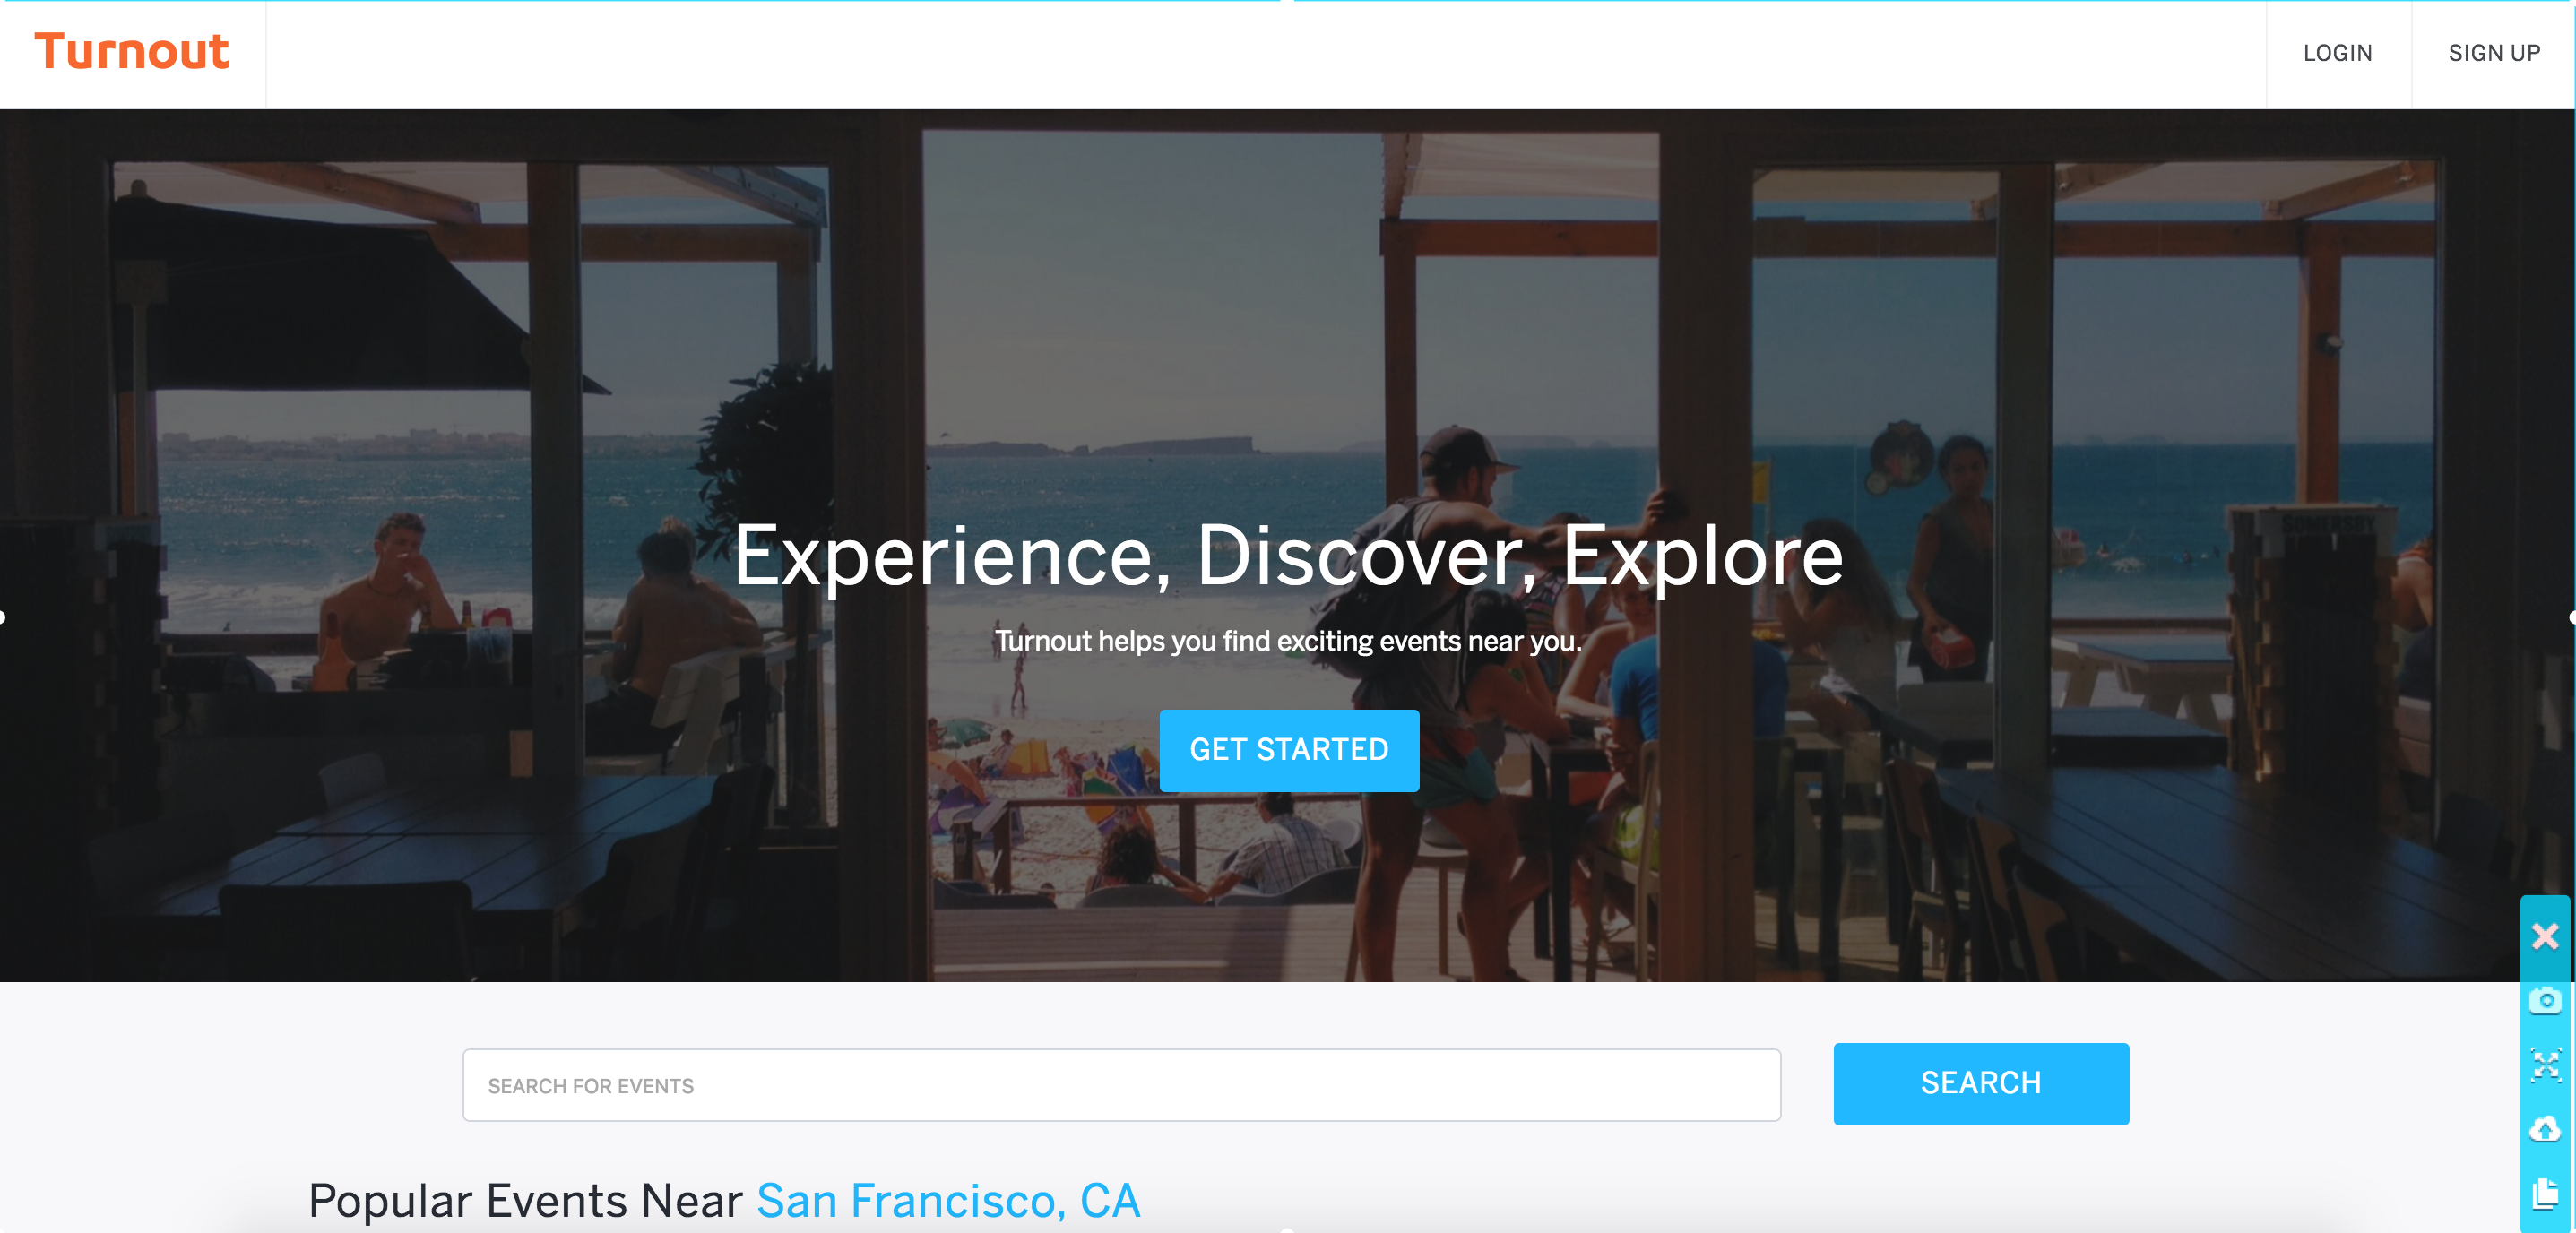 Turnout
LOGIN
SIGN UP
SOMERSBY
Experience, Discover, Explore
Turnout helps you find exciting events near you.
GET STARTED
SEARCH FOR EVENTS
SEARCH
Popular Events Near San Francisco, CA